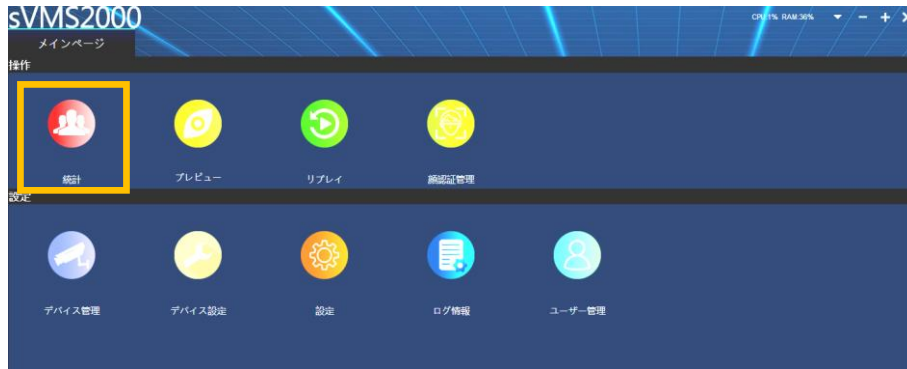 sVMS2000
CPU:1% RAM:36%
メインページ
操作
統計 プレビュー リプレイ 顔認証管理
設定
デバイス管理 デバイス設定 設定 ログ情報 ユーザー管理